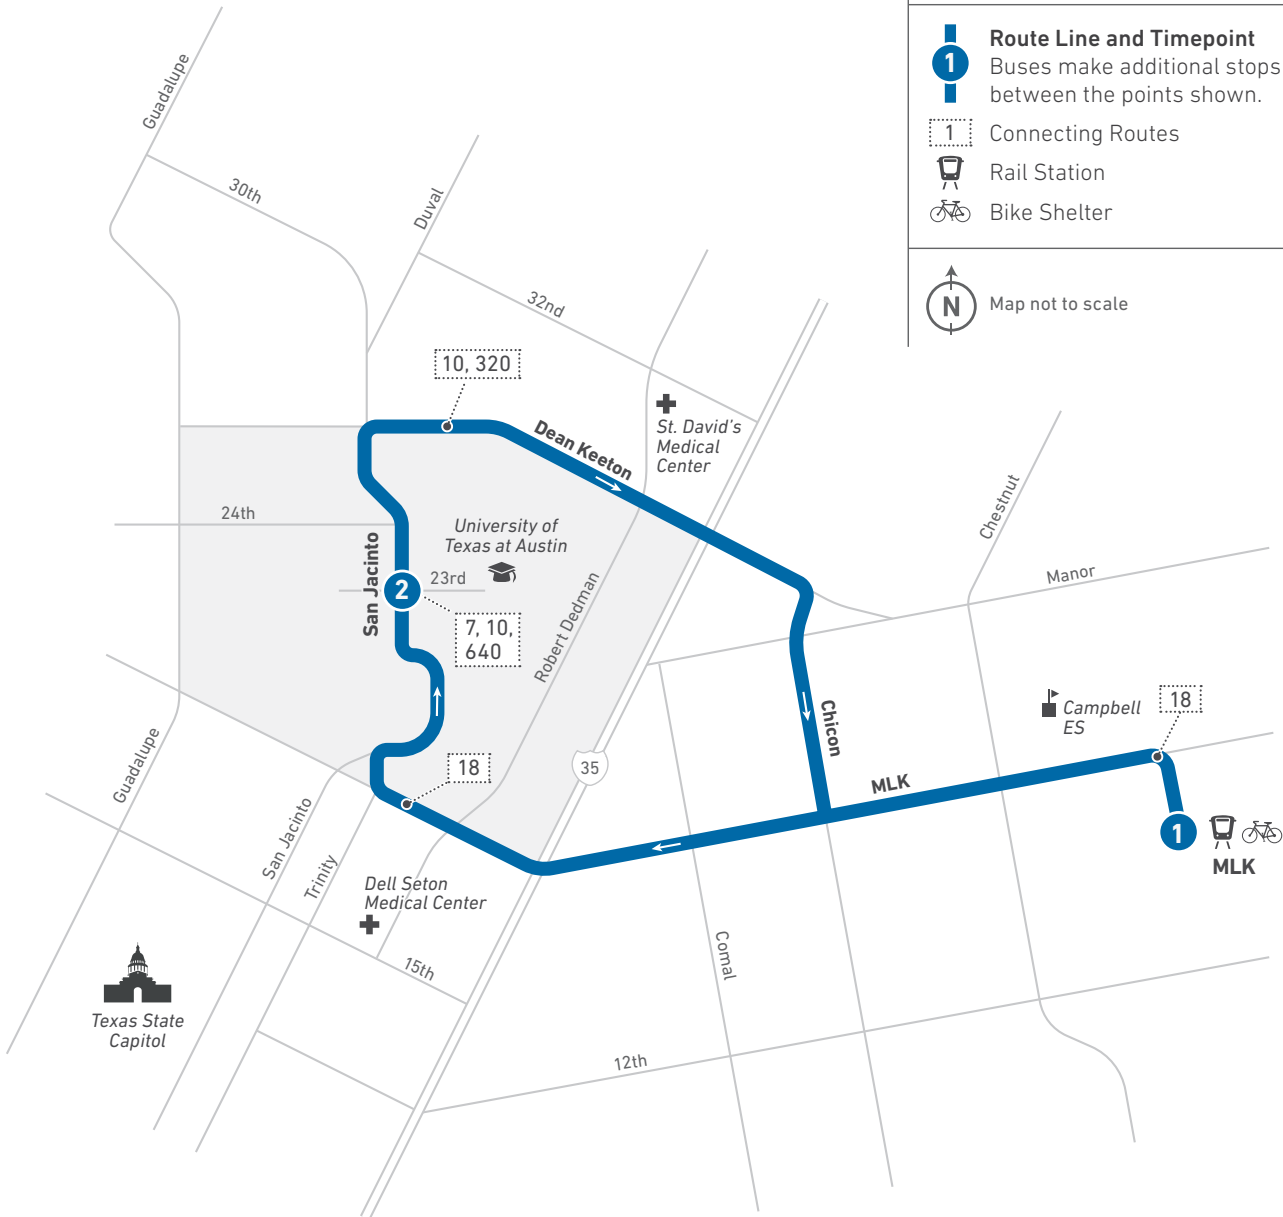 Route Line and Timepoint
1
Buses make additional stops
between the points shown.
1
Connecting Routes
Rail Station
Bike Shelter
N
Map not to scale
Guadalupe
30th
Duval
32nd
10, 320
St. David's
Medical
Center
Dean Keeton
24th
University of
Texas at Austin
San Jacinto
2
23rd
7, 10,
640
Robert Dedman
Chestnut
Manor
Campbell
ES
18
Chicon
MLK
1
MLK
35
18
Guadalupe
San Jacinto
Trinity
Dell Seton
Medical Center
15th
Comal
Texas State
Capitol
12th